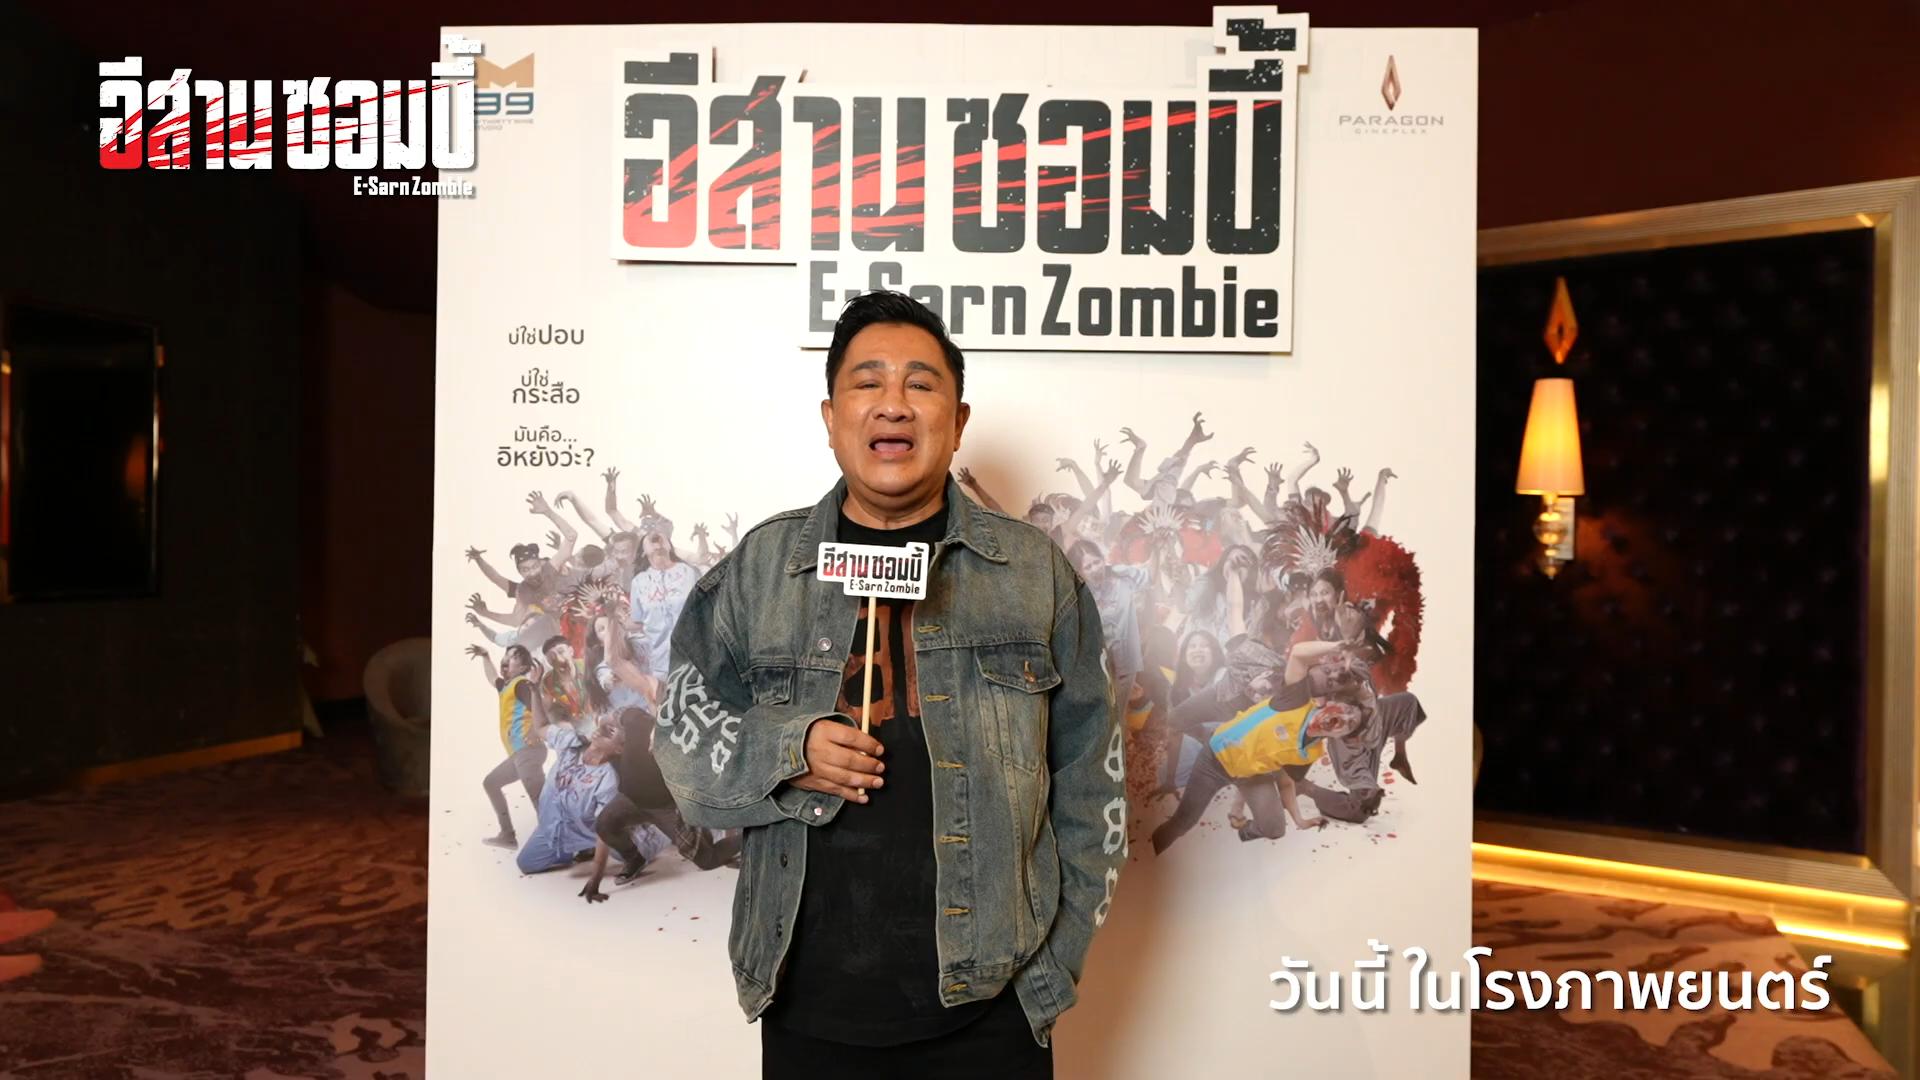 อีสานซอมบี้
E-Sarn Zombie
M
39
STUDIO
อีสานซอมบี้
E-Sarn Zombie
PARAGON
CINEPLEX
บ่ใช่ปอบ
บ่ใช่
กระสือ
มันคือ...
อิหยังว่ะ?
อีสานซอมบี้
E-Sarn Zombie
วันนี้ ในโรงภาพยนตร์